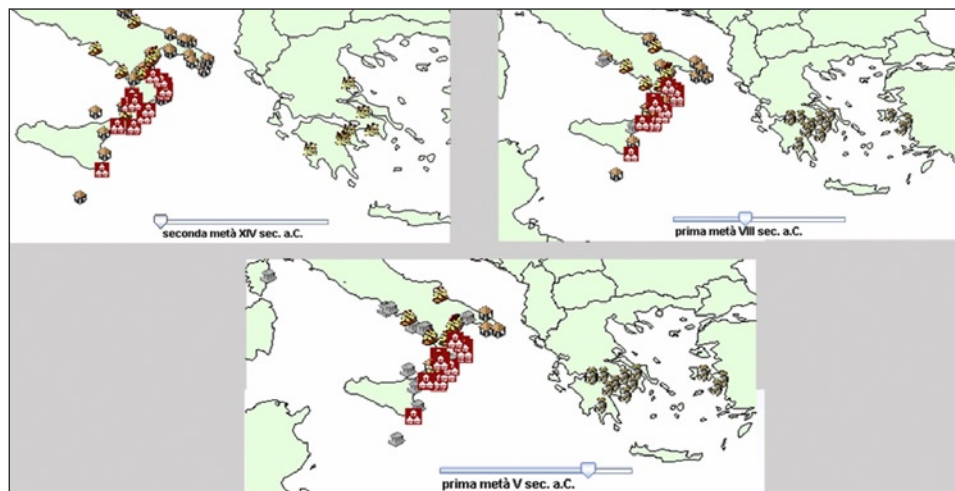 seconda metà XIV sec. a.C.
prima metà VIII sec. a.C.
prima metà V sec. a.C.